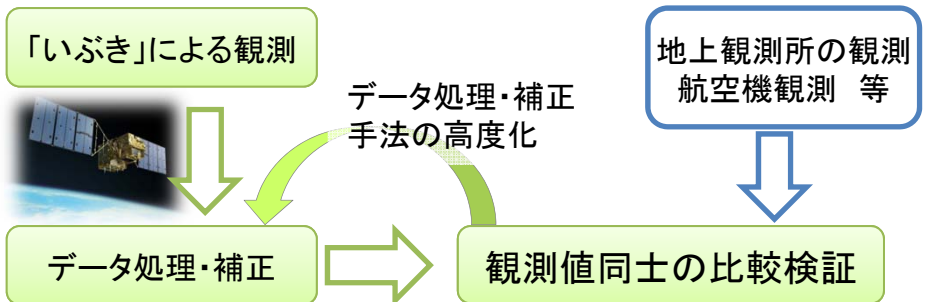 「いぶき」による観測
地上観測所の観測
航空機観測　等
データ処理・補正
手法の高度化
データ処理・補正
観測値同士の比較検証